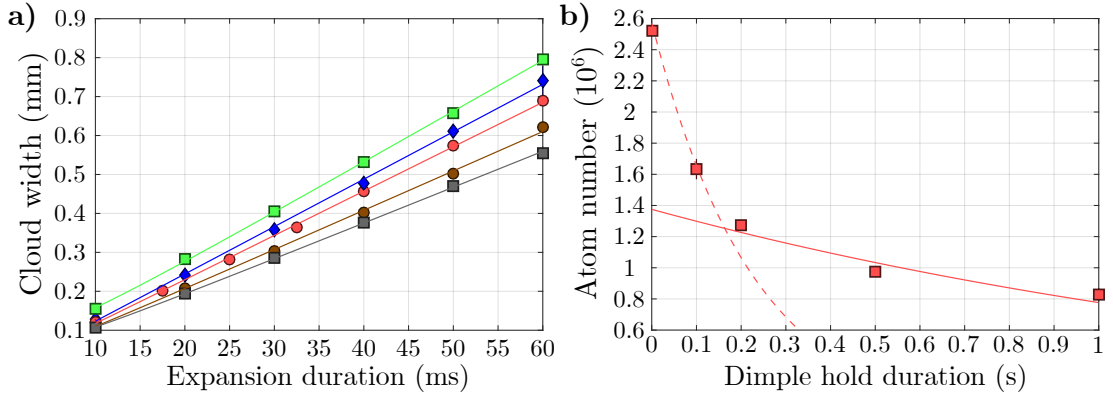 a)
Cloud width (mm)
0.9
0.8
0.7
0.6
0.5
0.4
0.3
0.2
0.1
10 15 20 25 30 35 40 45 50 55 60
Expansion duration (ms)
b)
Atom number (10^6)
2.6
2.4
2.2
2
1.8
1.6
1.4
1.2
1
0.8
0.6
0 0.1 0.2 0.3 0.4 0.5 0.6 0.7 0.8 0.9 1
Dimple hold duration (s)